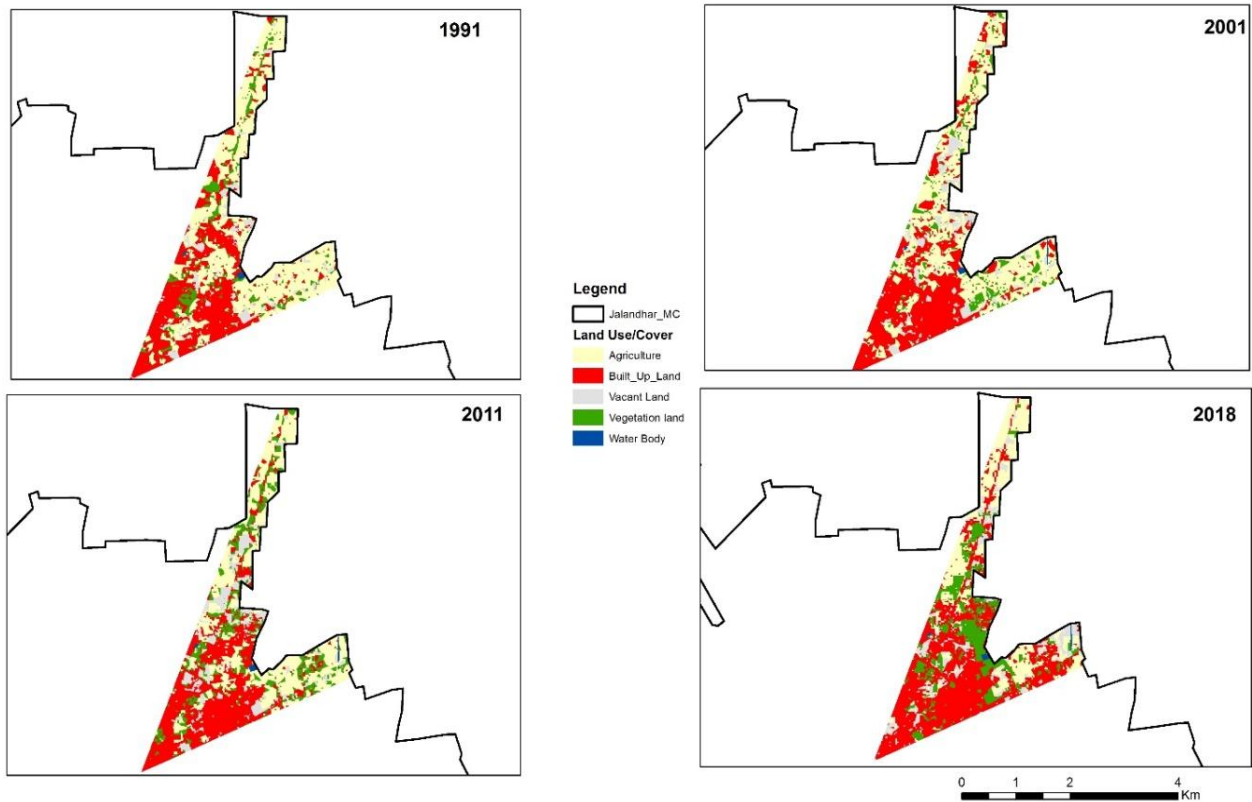 1991
2001
Legend
Jalandhar_MC
Land Use/Cover
Agriculture
Built_Up_Land
Vacant Land
Vegetation land
Water Body
2011
2018
0 1 2 4
Km